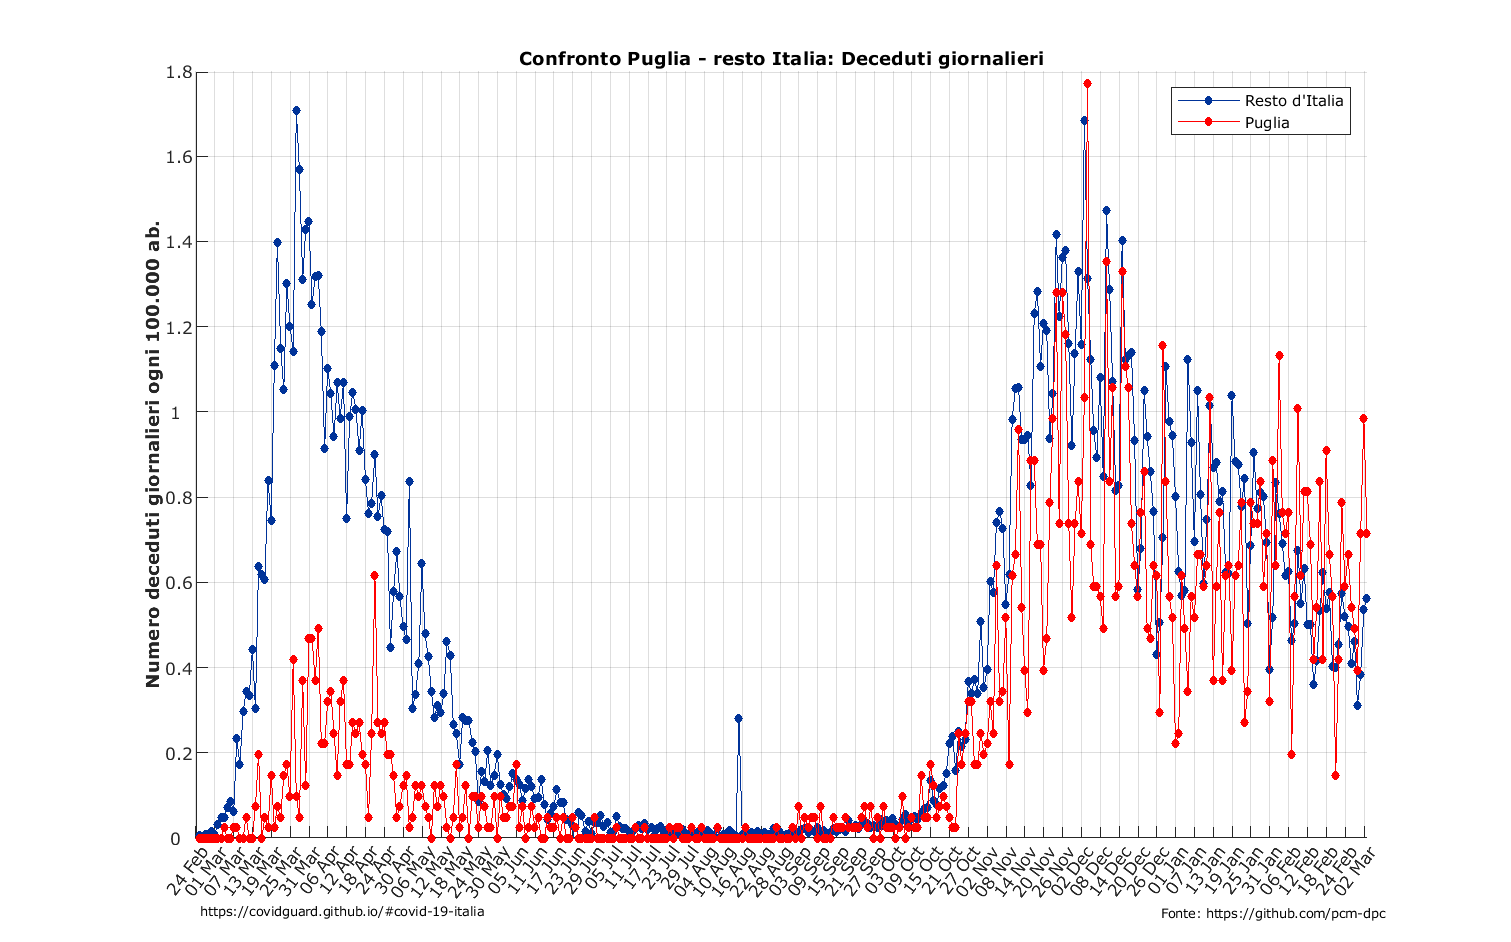 Confronto Puglia - resto Italia: Deceduti giornalieri
Resto d'Italia
Puglia
Numero deceduti giornalieri ogni 100.000 ab.
1.8
1.6
1.4
1.2
1
0.8
0.6
0.4
0.2
0
24 Feb
01 Mar
07 Mar
13 Mar
19 Mar
25 Mar
31 Mar
06 Apr
12 Apr
18 Apr
24 Apr
30 Apr
06 May
12 May
18 May
24 May
30 May
05 Jun
11 Jun
17 Jun
23 Jun
29 Jun
05 Jul
11 Jul
17 Jul
23 Jul
29 Jul
04 Aug
10 Aug
16 Aug
22 Aug
28 Aug
03 Sep
09 Sep
15 Sep
21 Sep
27 Sep
03 Oct
09 Oct
15 Oct
21 Oct
27 Oct
02 Nov
08 Nov
14 Nov
20 Nov
26 Nov
02 Dec
08 Dec
14 Dec
20 Dec
26 Dec
01 Jan
07 Jan
13 Jan
19 Jan
25 Jan
31 Jan
06 Feb
12 Feb
18 Feb
24 Feb
02 Mar
https://covidguard.github.io/#covid-19-italia
Fonte: https://github.com/pcm-dpc